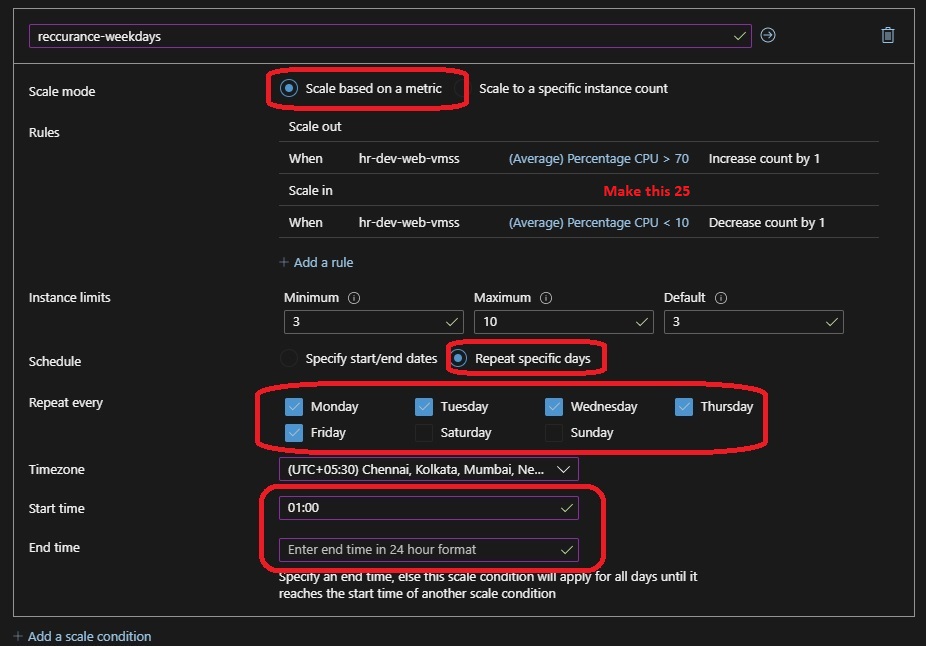 reccurance-weekdays
Scale mode
Scale based on a metric
Scale to a specific instance count
Rules
Scale out
When hr-dev-web-vmss (Average) Percentage CPU > 70 Increase count by 1
Scale in
Make this 25
When hr-dev-web-vmss (Average) Percentage CPU < 10 Decrease count by 1
+ Add a rule
Instance limits
Minimum Maximum Default
3 10 3
Schedule
Specify start/end dates
Repeat specific days
Repeat every
Monday Tuesday Wednesday Thursday
Friday Saturday Sunday
Timezone
(UTC+05:30) Chennai, Kolkata, Mumbai, Ne...
Start time
01:00
End time
Enter end time in 24 hour format
Specify an end time, else this scale condition will apply for all days until it
reaches the start time of another scale condition
+ Add a scale condition